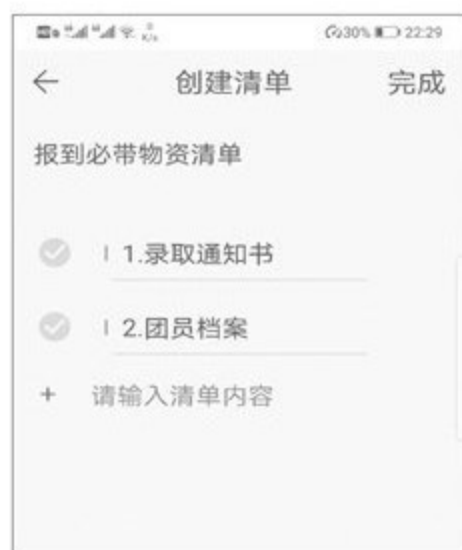 30% 22:29
← 创建清单 完成
报到必带物资清单
1.录取通知书
2.团员档案
+ 请输入清单内容